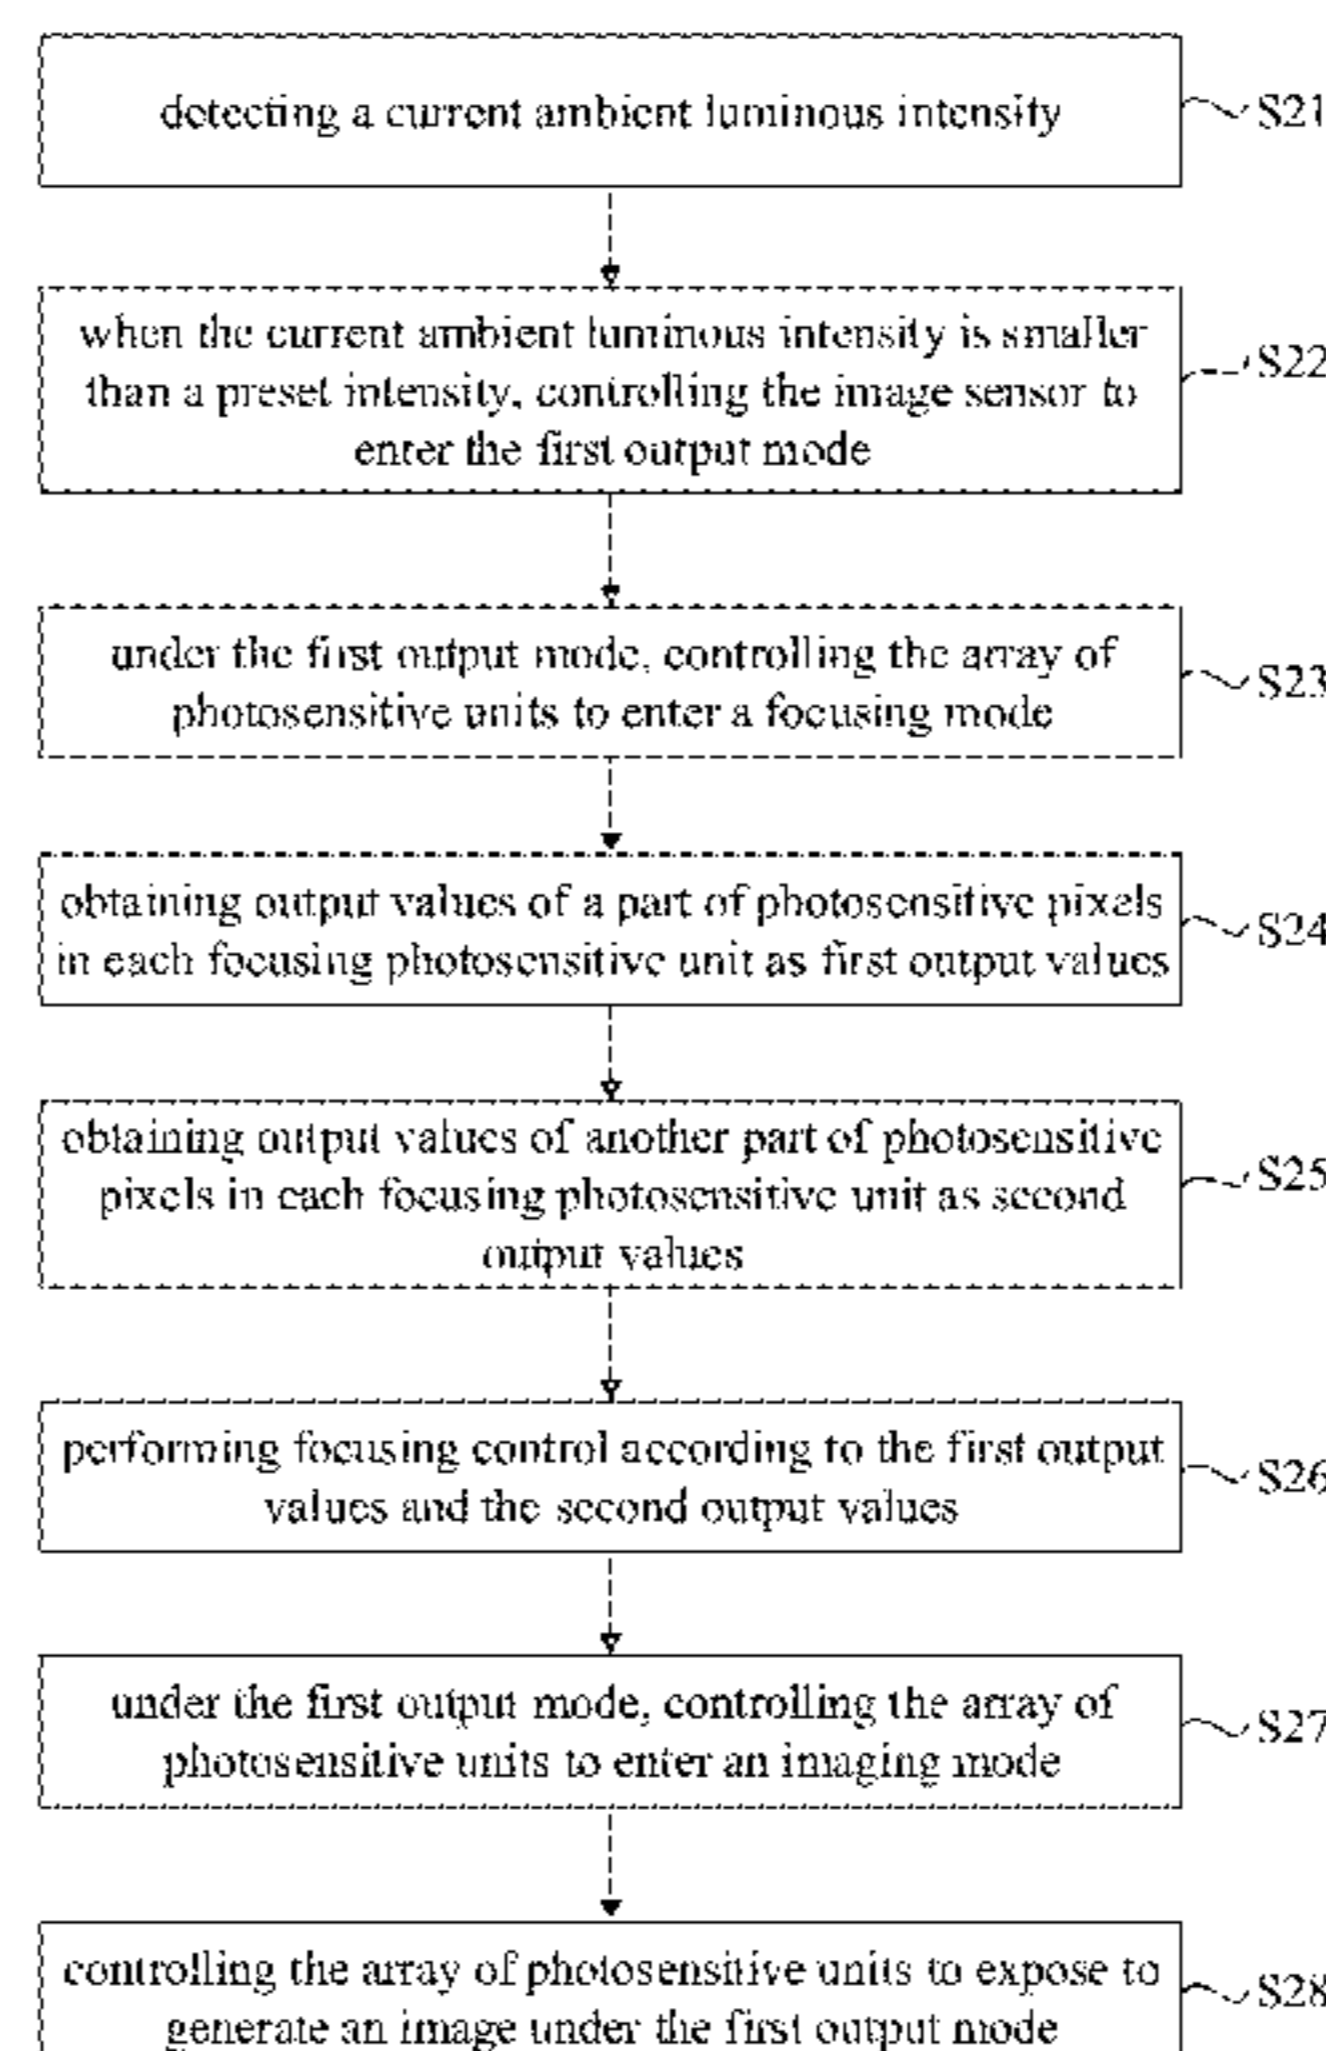 detecting a current ambient luminous intensity
S21
when the current ambient luminous intensity is smaller
than a preset intensity, controlling the image sensor to
enter the first output mode
S22
under the first output mode, controlling the array of
photosensitive units to enter a focusing mode
S23
obtaining output values of a part of photosensitive pixels
in each focusing photosensitive unit as first output values
S24
obtaining output values of another part of photosensitive
pixels in each focusing photosensitive unit as second
output values
S25
performing focusing control according to the first output
values and the second output values
S26
under the first output mode, controlling the array of
photosensitive units to enter an imaging mode
S27
controlling the array of photosensitive units to expose to
generate an image under the first output mode
S28